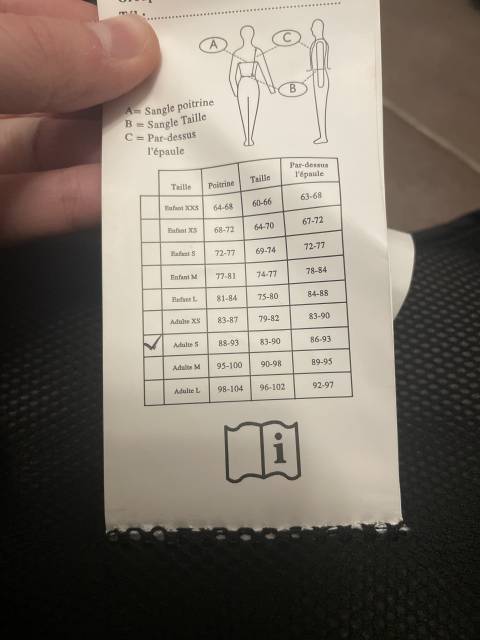 A
C
B
A= Sangle poitrine
B = Sangle Taille
C = Par-dessus
l'épaule
Taille Poitrine Taille Par-dessus l'épaule
Enfant XXS 64-68 60-66 63-68
Enfant XS 68-72 64-70 67-72
Enfant S 72-77 69-74 72-77
Enfant M 77-81 74-77 78-84
Enfant L 81-84 75-80 84-88
Adulte XS 83-87 79-82 83-90
Adulte S 88-93 83-90 86-93
Adulte M 95-100 90-98 89-95
Adulte L 98-104 96-102 92-97
i